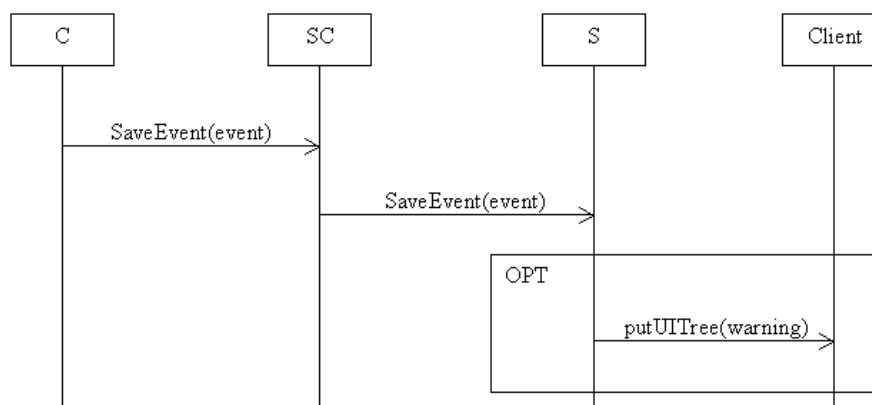 C
SC
S
Client
SaveEvent(event)
SaveEvent(event)
OPT
putUITree(warning)